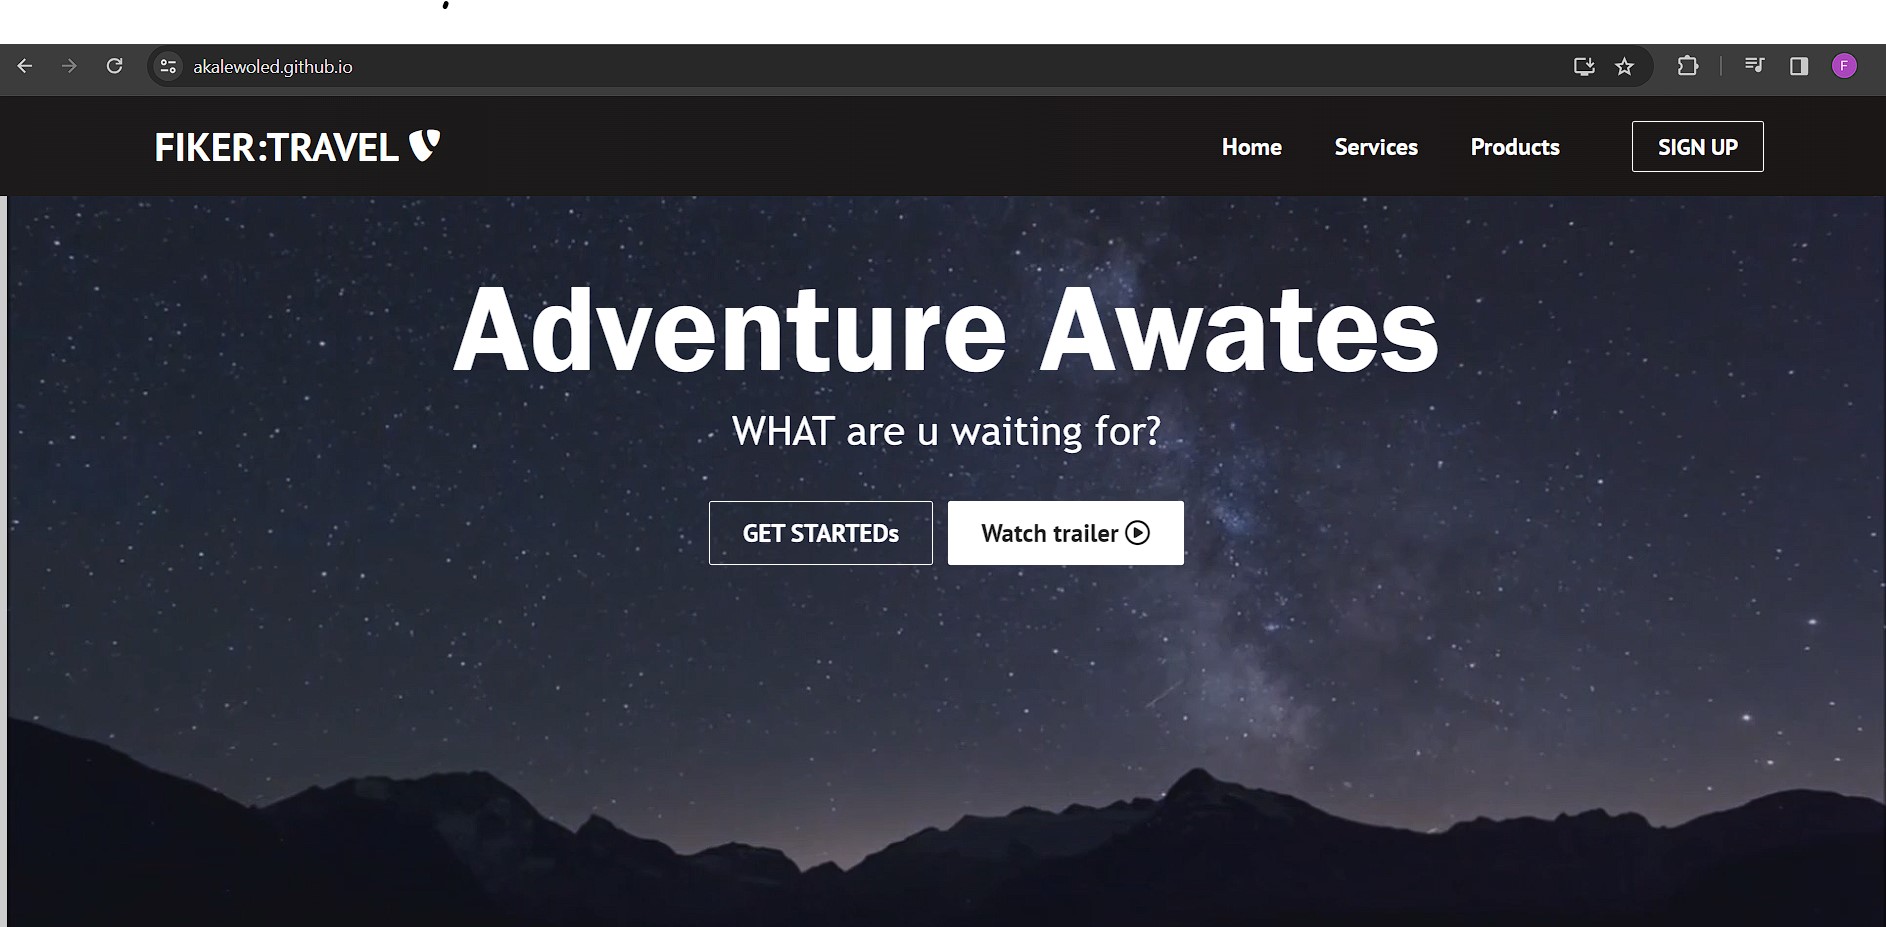 akalewoled.github.io
F
FIKER:TRAVEL
Home Services Products SIGN UP
Adventure Awates
WHAT are u waiting for?
GET STARTEDs Watch trailer